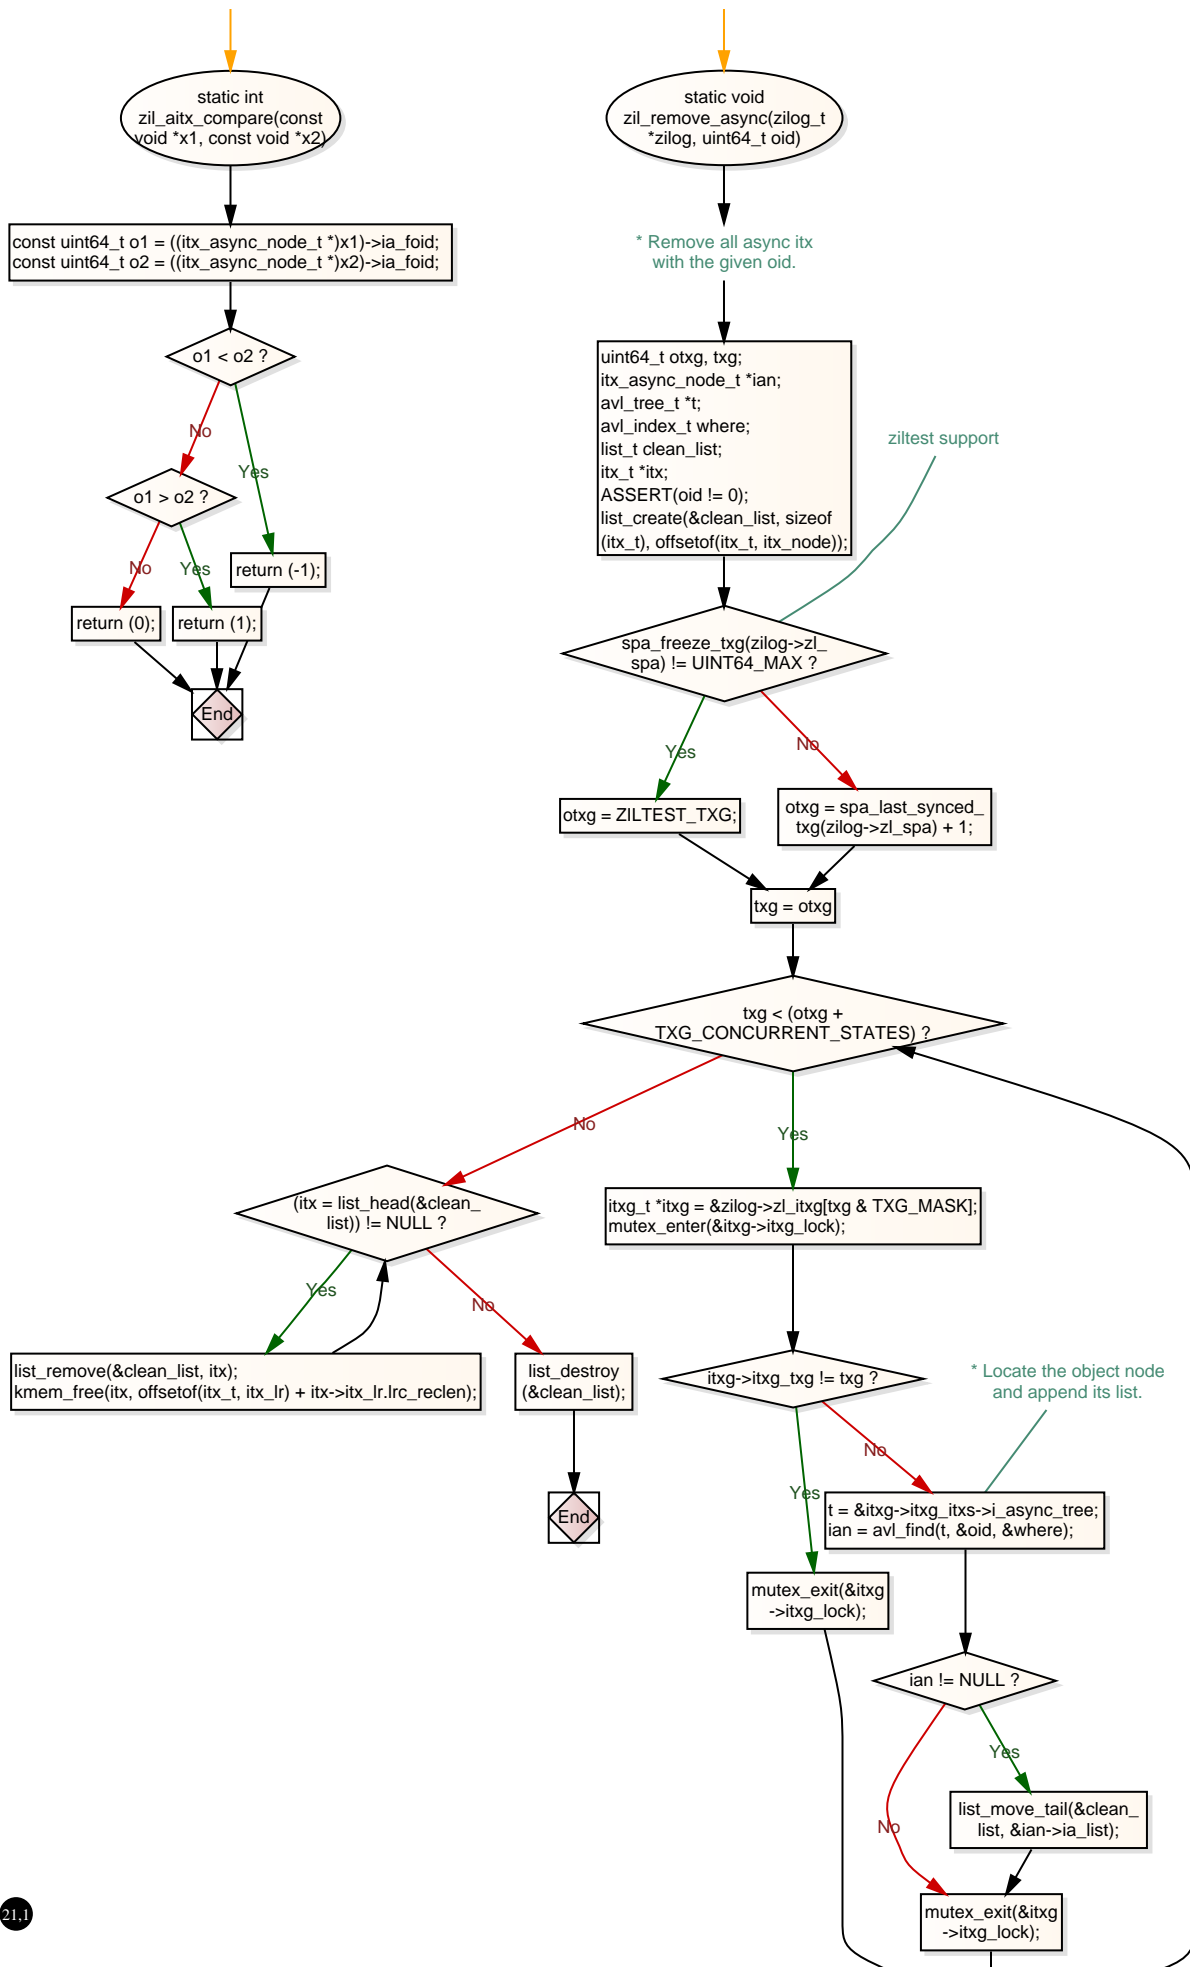 static int
zil_aitx_compare(const
void *x1, const void *x2)
const uint64_t o1 = ((itx_async_node_t *)x1)->ia_foid;
const uint64_t o2 = ((itx_async_node_t *)x2)->ia_foid;
o1 < o2 ?
No
Yes
o1 > o2 ?
No
Yes
return (-1);
return (0);
return (1);
End
static void
zil_remove_async(zilog_t
*zilog, uint64_t oid)
* Remove all async itx
with the given oid.
uint64_t otxg, txg;
itx_async_node_t *ian;
avl_tree_t *t;
avl_index_t where;
list_t clean_list;
itx_t *itx;
ASSERT(oid != 0);
list_create(&clean_list, sizeof
(itx_t), offsetof(itx_t, itx_node));
ziltest support
spa_freeze_txg(zilog->zl_
spa) != UINT64_MAX ?
Yes
No
otxg = ZILTEST_TXG;
otxg = spa_last_synced_
txg(zilog->zl_spa) + 1;
txg = otxg
txg < (otxg +
TXG_CONCURRENT_STATES) ?
No
Yes
(itx = list_head(&clean_
list)) != NULL ?
Yes
No
list_remove(&clean_list, itx);
kmem_free(itx, offsetof(itx_t, itx_lr) + itx->itx_lr.lrc_reclen);
list_destroy
(&clean_list);
End
itxg_t *itxg = &zilog->zl_itxg[txg & TXG_MASK];
mutex_enter(&itxg->itxg_lock);
itxg->itxg_txg != txg ?
* Locate the object node
and append its list.
Yes
No
t = &itxg->itxg_itxs->i_async_tree;
ian = avl_find(t, &oid, &where);
mutex_exit(&itxg
->itxg_lock);
ian != NULL ?
No
Yes
list_move_tail(&clean_
list, &ian->ia_list);
mutex_exit(&itxg
->itxg_lock);
21,1